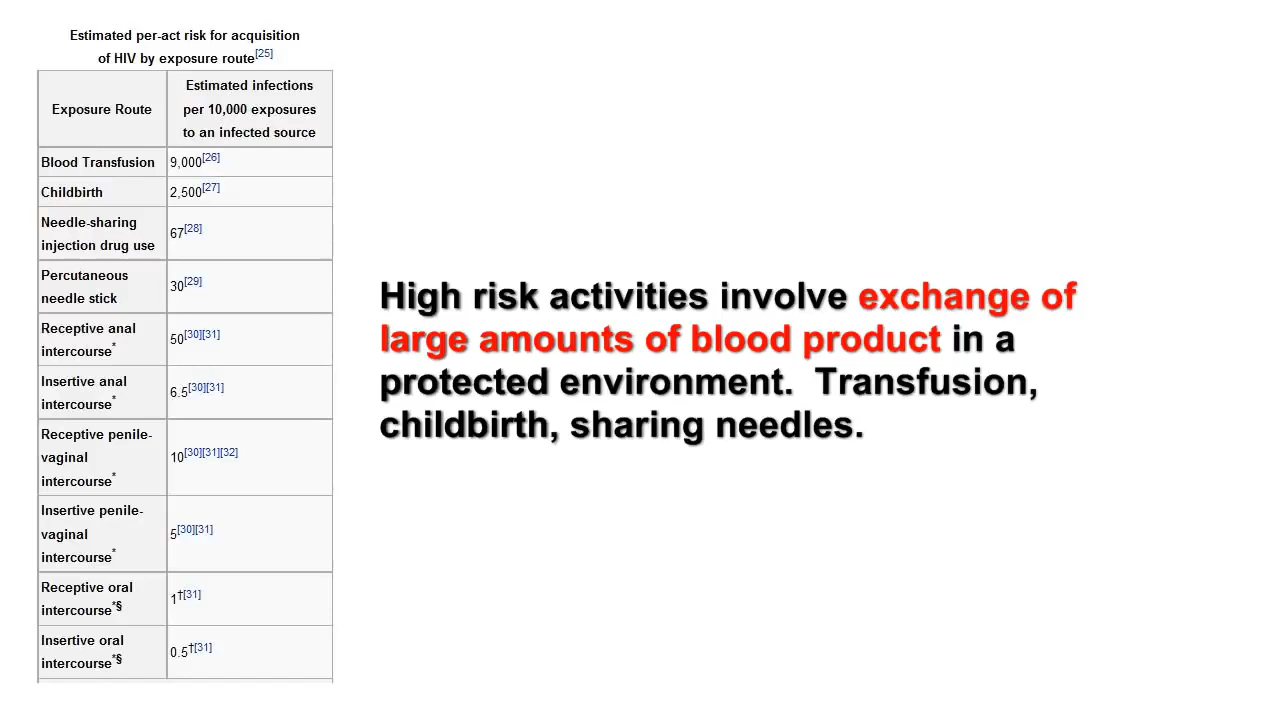 Estimated per-act risk for acquisition
of HIV by exposure route[25]
Exposure Route
Estimated infections
per 10,000 exposures
to an infected source
Blood Transfusion 9,000[26]
Childbirth 2,500[27]
Needle-sharing
injection drug use 67[28]
Percutaneous
needle stick 30[29]
Receptive anal
intercourse* 50[30][31]
Insertive anal
intercourse* 6.5[30][31]
Receptive penile-
vaginal
intercourse* 10[30][31][32]
Insertive penile-
vaginal
intercourse* 5[30][31]
Receptive oral
intercourse*§ 1†[31]
Insertive oral
intercourse*§ 0.5†[31]
High risk activities involve exchange of
large amounts of blood product in a
protected environment.  Transfusion,
childbirth, sharing needles.